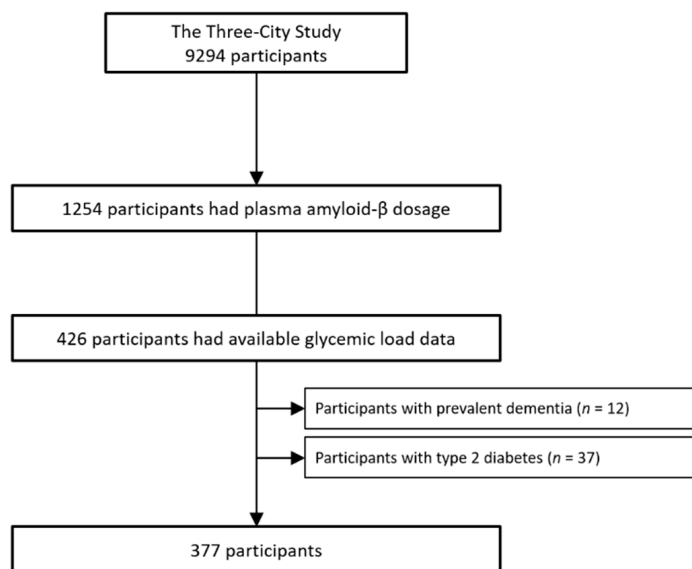 The Three-City Study
9294 participants
1254 participants had plasma amyloid-β dosage
426 participants had available glycemic load data
Participants with prevalent dementia (n = 12)
Participants with type 2 diabetes (n = 37)
377 participants